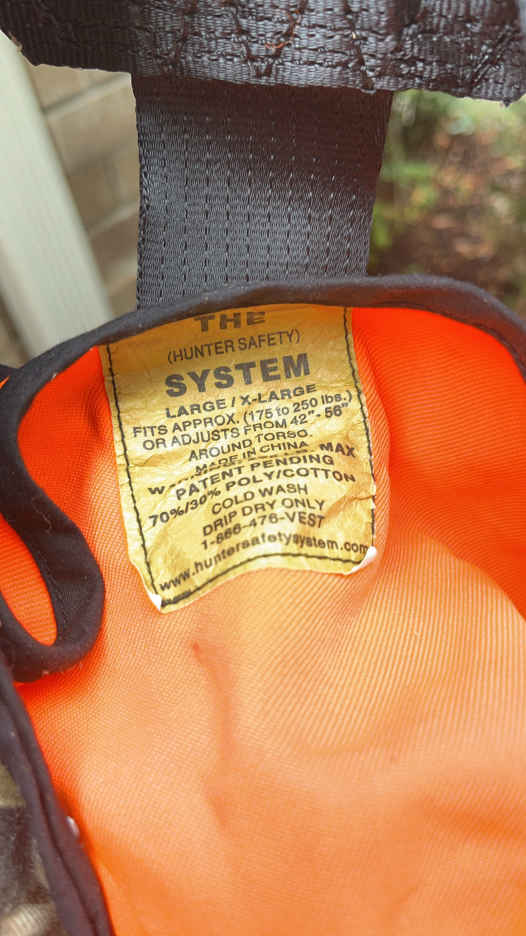 THE
(HUNTER SAFETY)
SYSTEM
LARGE / X-LARGE
FITS APPROX. (175 to 250 lbs.)
OR ADJUSTS FROM 42"- 56"
AROUND TORSO.
MADE IN CHINA
MAX
PATENT PENDING
70%/30% POLY/COTTON
COLD WASH
DRIP DRY ONLY
1-866-476-VEST
www.huntersafetysystem.com